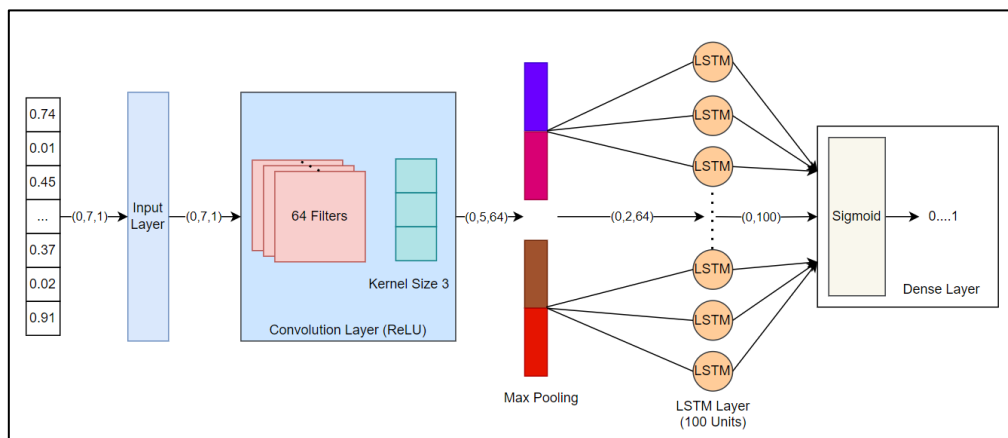 0.74
0.01
0.45
...
0.37
0.02
0.91
(0,7,1)
Input
Layer
(0,7,1)
64 Filters
Kernel Size 3
Convolution Layer (ReLU)
(0,5,64)
Max Pooling
(0,2,64)
LSTM
LSTM
LSTM
LSTM
LSTM
LSTM
LSTM Layer
(100 Units)
(0,100)
Sigmoid
0....1
Dense Layer